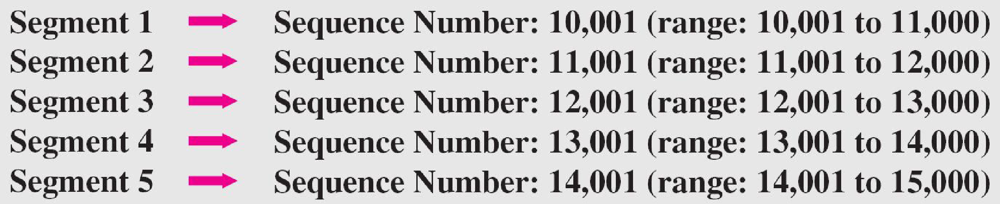 Segment 1 Sequence Number: 10,001 (range: 10,001 to 11,000)
Segment 2 Sequence Number: 11,001 (range: 11,001 to 12,000)
Segment 3 Sequence Number: 12,001 (range: 12,001 to 13,000)
Segment 4 Sequence Number: 13,001 (range: 13,001 to 14,000)
Segment 5 Sequence Number: 14,001 (range: 14,001 to 15,000)